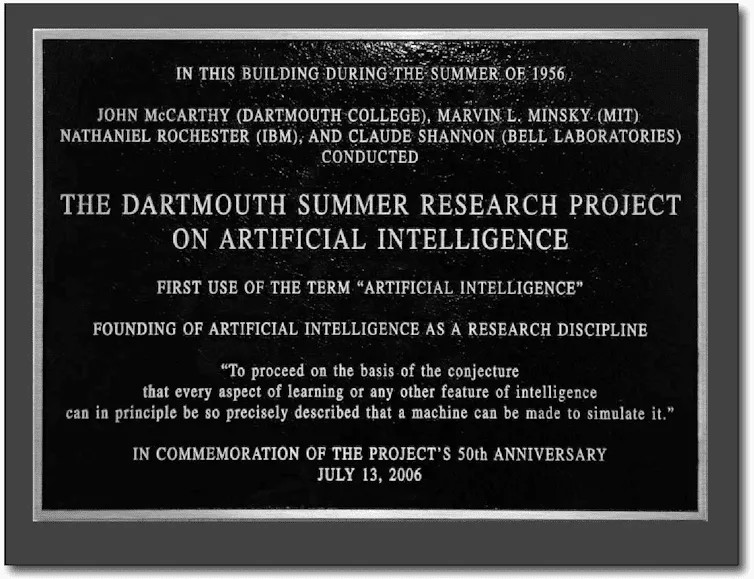 IN THIS BUILDING DURING THE SUMMER OF 1956
JOHN McCARTHY (DARTMOUTH COLLEGE), MARVIN L. MINSKY (MIT)
NATHANIEL ROCHESTER (IBM), AND CLAUDE SHANNON (BELL LABORATORIES)
CONDUCTED
THE DARTMOUTH SUMMER RESEARCH PROJECT
ON ARTIFICIAL INTELLIGENCE
FIRST USE OF THE TERM “ARTIFICIAL INTELLIGENCE”
FOUNDING OF ARTIFICIAL INTELLIGENCE AS A RESEARCH DISCIPLINE
“To proceed on the basis of the conjecture
that every aspect of learning or any other feature of intelligence
can in principle be so precisely described that a machine can be made to simulate it.”
IN COMMEMORATION OF THE PROJECT’S 50th ANNIVERSARY
JULY 13, 2006